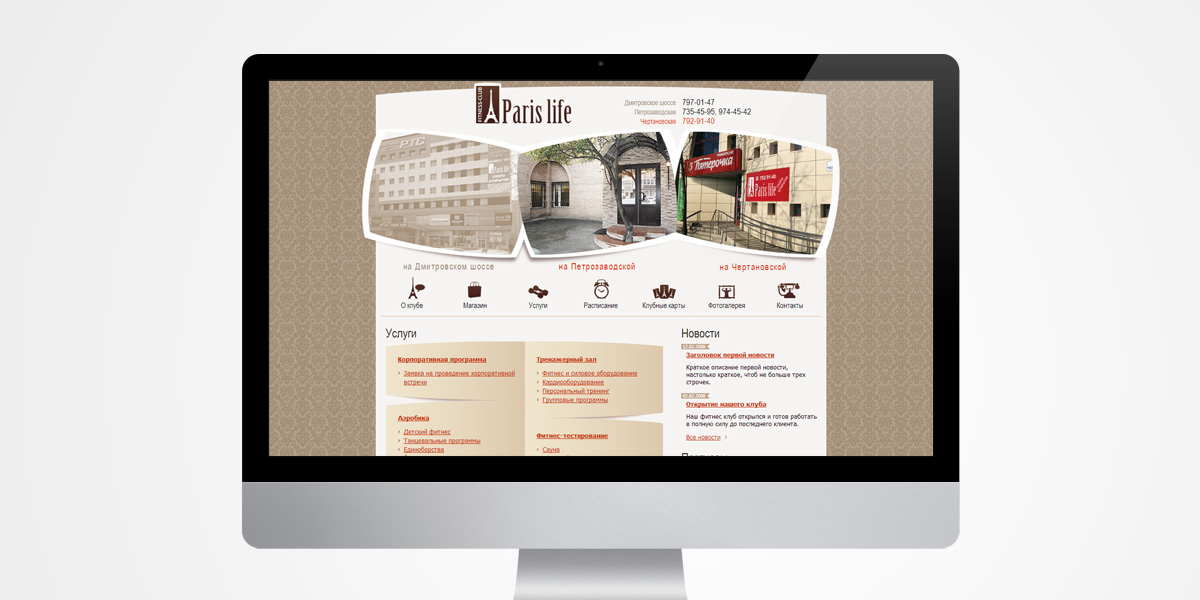 FITNESS-CLUB
Paris life
Дмитровское шоссе 797-01-47
Петрозаводская 735-45-95, 974-45-42
Чертановская 792-91-40
РТС
Paris life
Пятёрочка
Paris life
на Дмитровском шоссе
на Петрозаводской
на Чертановской
О клубе
Магазин
Услуги
Расписание
Клубные карты
Фотогалерея
Контакты
Услуги
Корпоративная программа
Заявка на проведение корпоративной
встречи
Тренажерный зал
Фитнес и силовое оборудование
Кардиооборудование
Персональный тренинг
Групповые программы
Аэробика
Детский фитнес
Танцевальные программы
Единоборства
Фитнес-тестирование
Сауна
Новости
Заголовок первой новости
Краткое описание первой новости,
настолько краткое, чтоб не больше трех
строчек.
Открытие нашего клуба
Наш фитнес клуб открылся и готов работать
в полную силу до последнего клиента.
Все новости